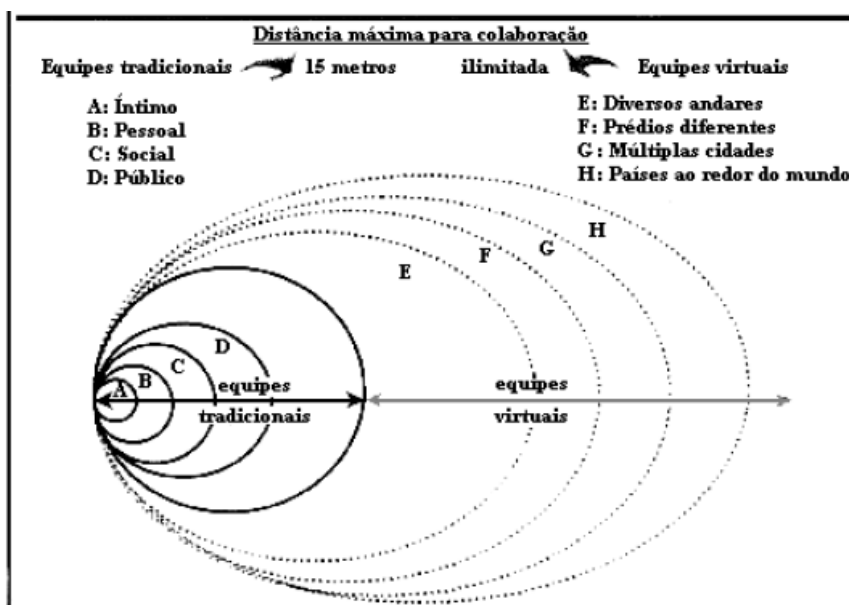 Distância máxima para colaboração
Equipes tradicionais 15 metros ilimitada Equipes virtuais
A: Íntimo
B: Pessoal
C: Social
D: Público
E: Diversos andares
F: Prédios diferentes
G: Múltiplas cidades
H: Países ao redor do mundo
H
G
F
E
D
C
B
A
equipes
tradicionais
equipes
virtuais